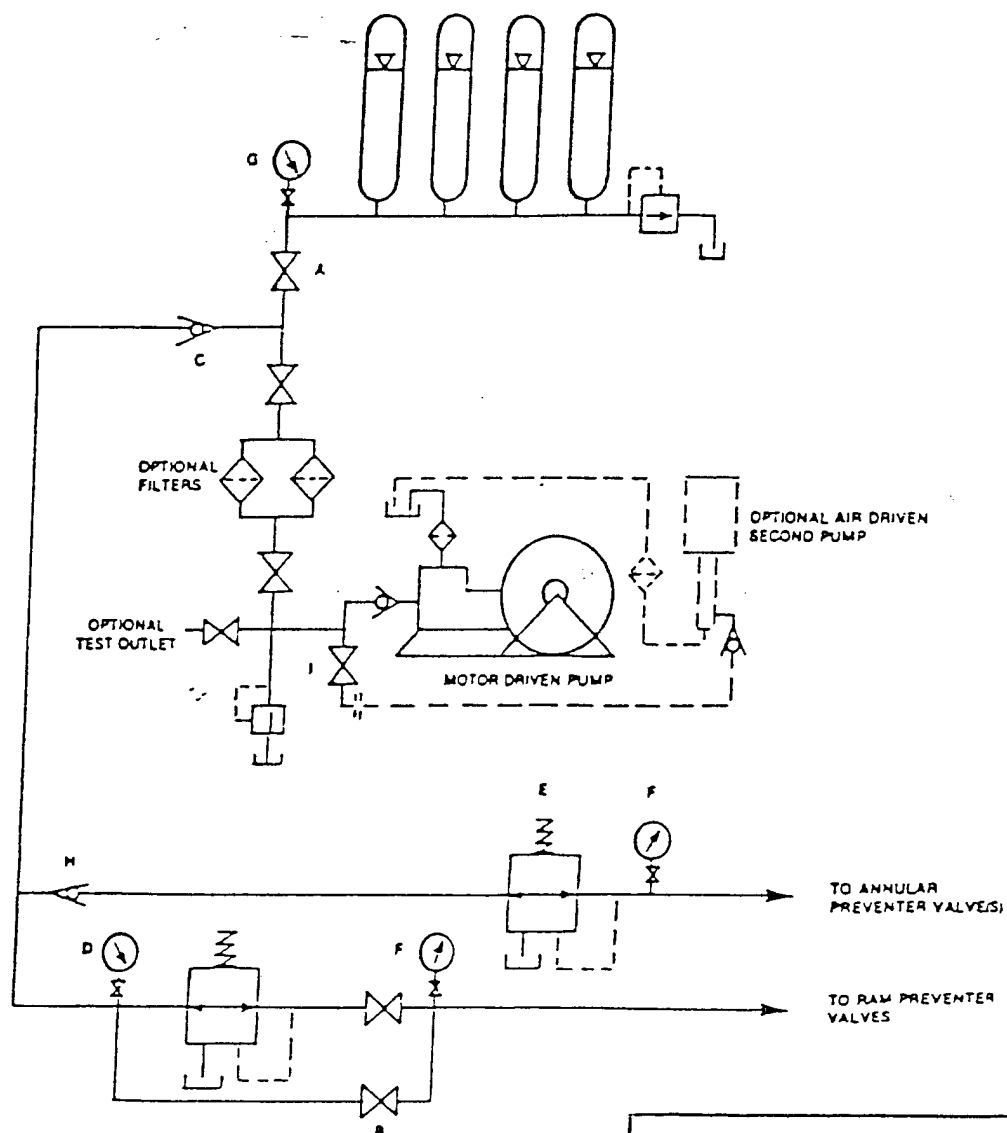 G
A
C
OPTIONAL
FILTERS
OPTIONAL AIR DRIVEN
SECOND PUMP
OPTIONAL
TEST OUTLET
I
MOTOR DRIVEN PUMP
E
F
H
TO ANNULAR
PREVENTER VALVE(S)
D
F
TO RAM PREVENTER
VALVES
B